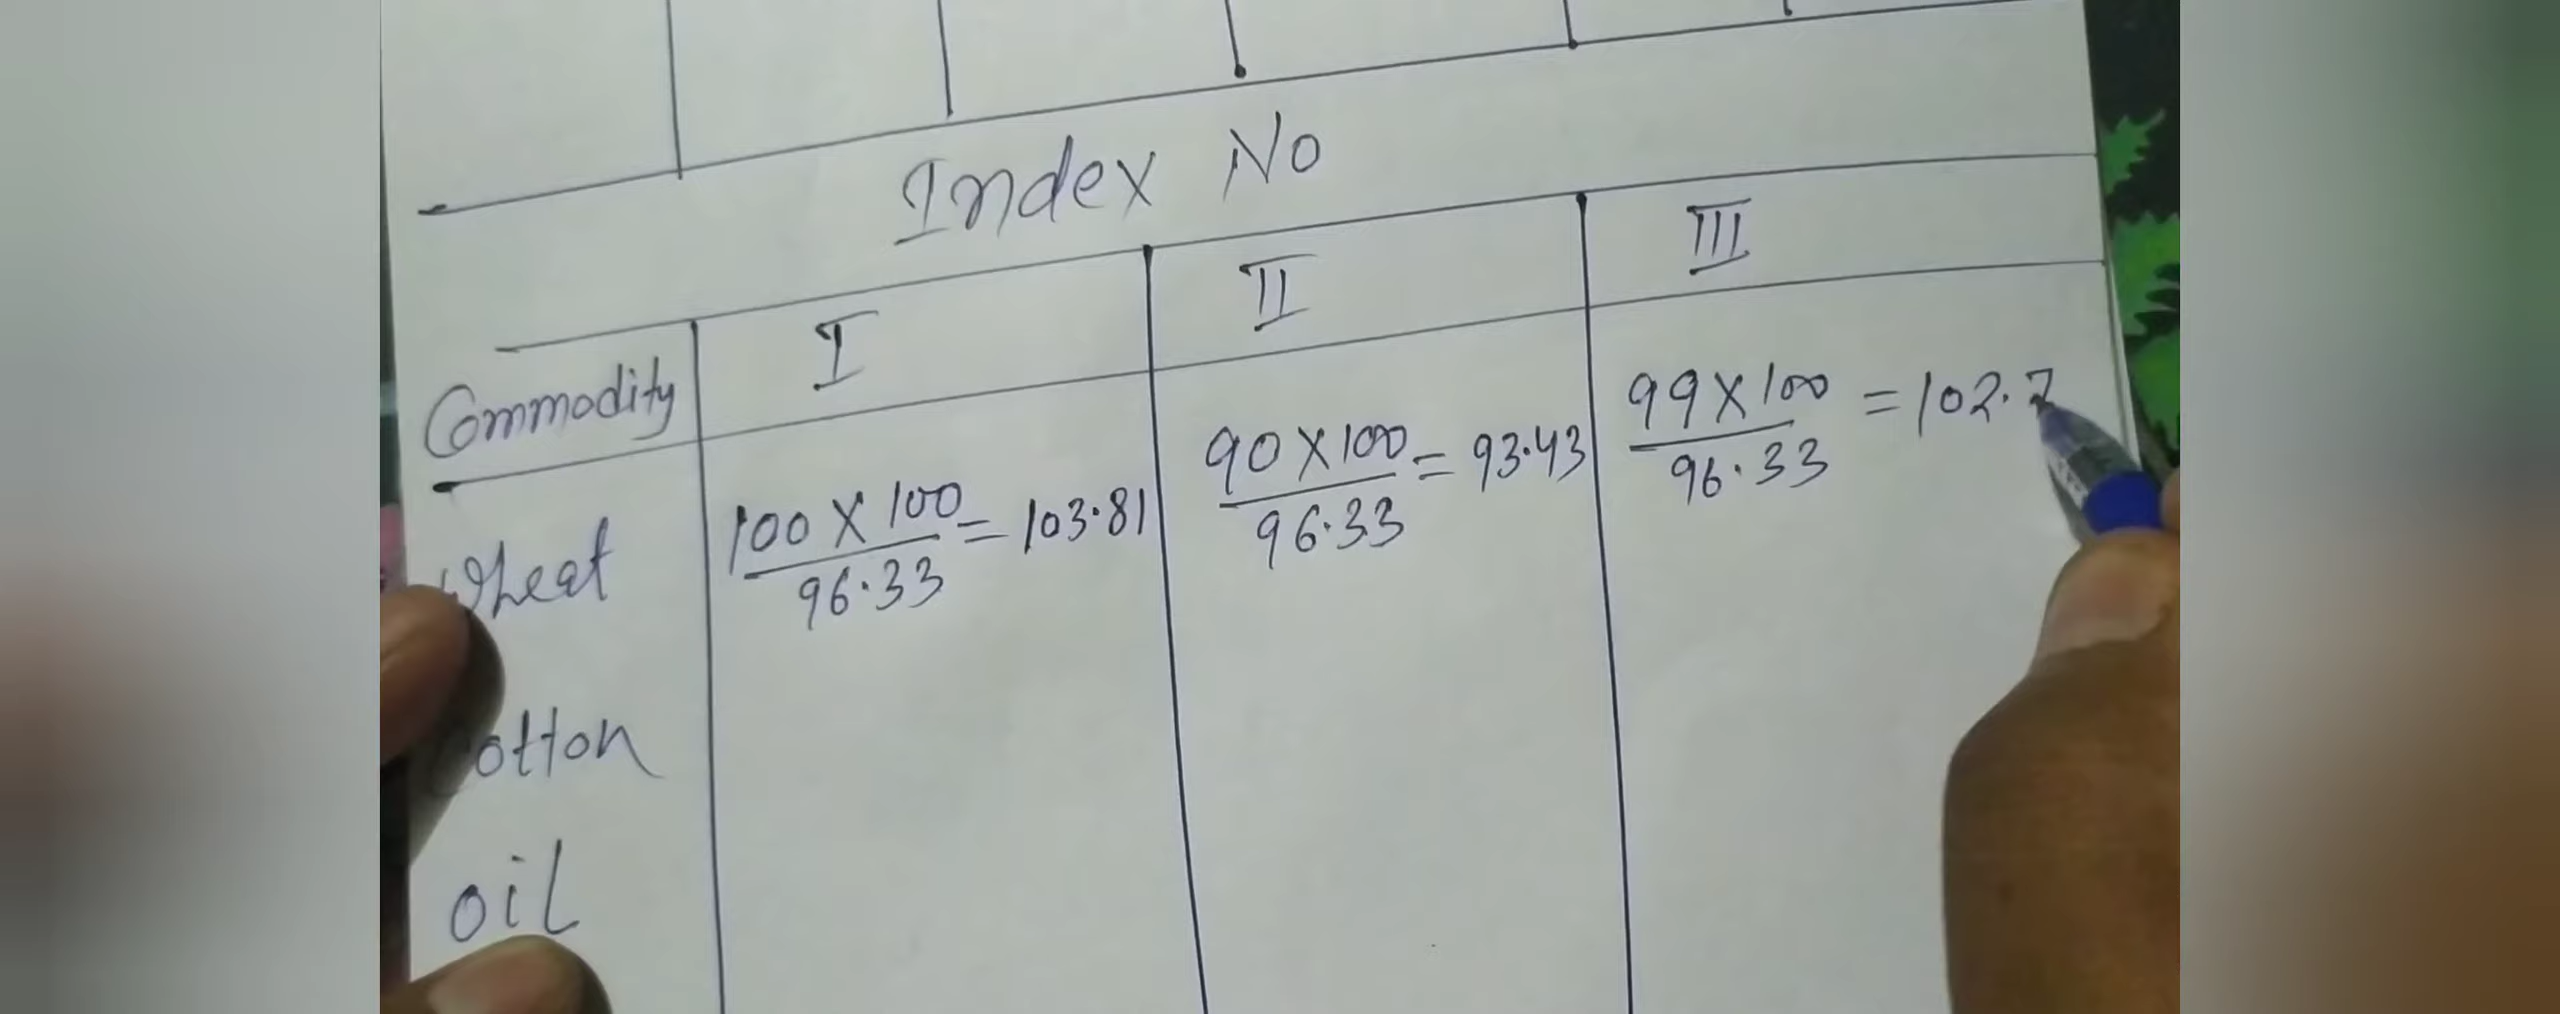 Index No
Commodity I II III
Wheat 100 X 100 / 96.33 = 103.81 90 X 100 / 96.33 = 93.43 99 X 100 / 96.33 = 102.7
otton
oil